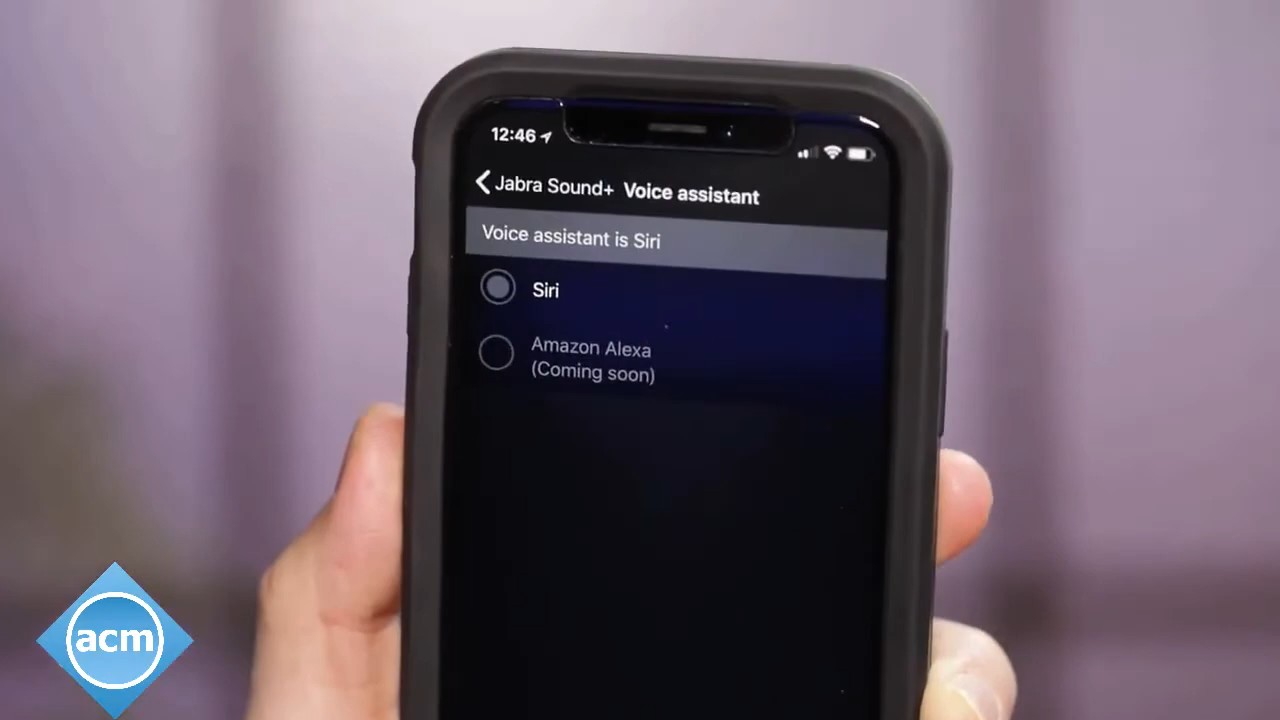 12:46
Jabra Sound+ Voice assistant
Voice assistant is Siri
Siri
Amazon Alexa
(Coming soon)
acm